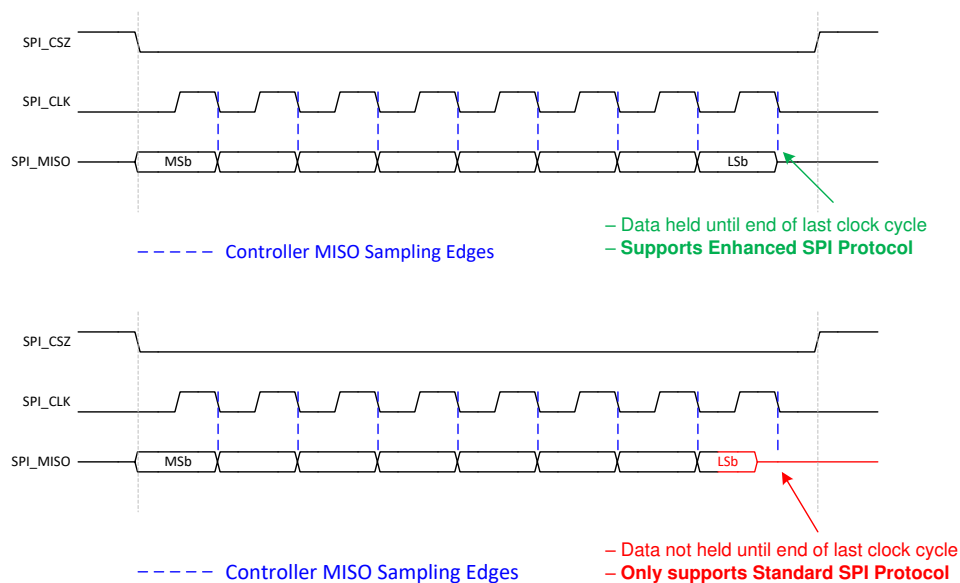 SPI_CSZ
SPI_CLK
SPI_MISO
MSb
LSb
– Data held until end of last clock cycle
– Supports Enhanced SPI Protocol
Controller MISO Sampling Edges
SPI_CSZ
SPI_CLK
SPI_MISO
MSb
LSb
– Data not held until end of last clock cycle
– Only supports Standard SPI Protocol
Controller MISO Sampling Edges